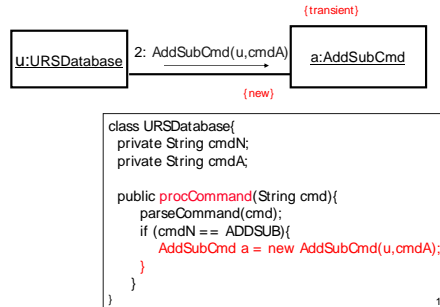 {transient}
u:URSDatabase
2: AddSubCmd(u,cmdA)
a:AddSubCmd
{new}
class URSDatabase{
private String cmdN;
private String cmdA;
public procCommand(String cmd){
parseCommand(cmd);
if (cmdN == ADDSUB){
AddSubCmd a = new AddSubCmd(u,cmdA);
}
}
}
1